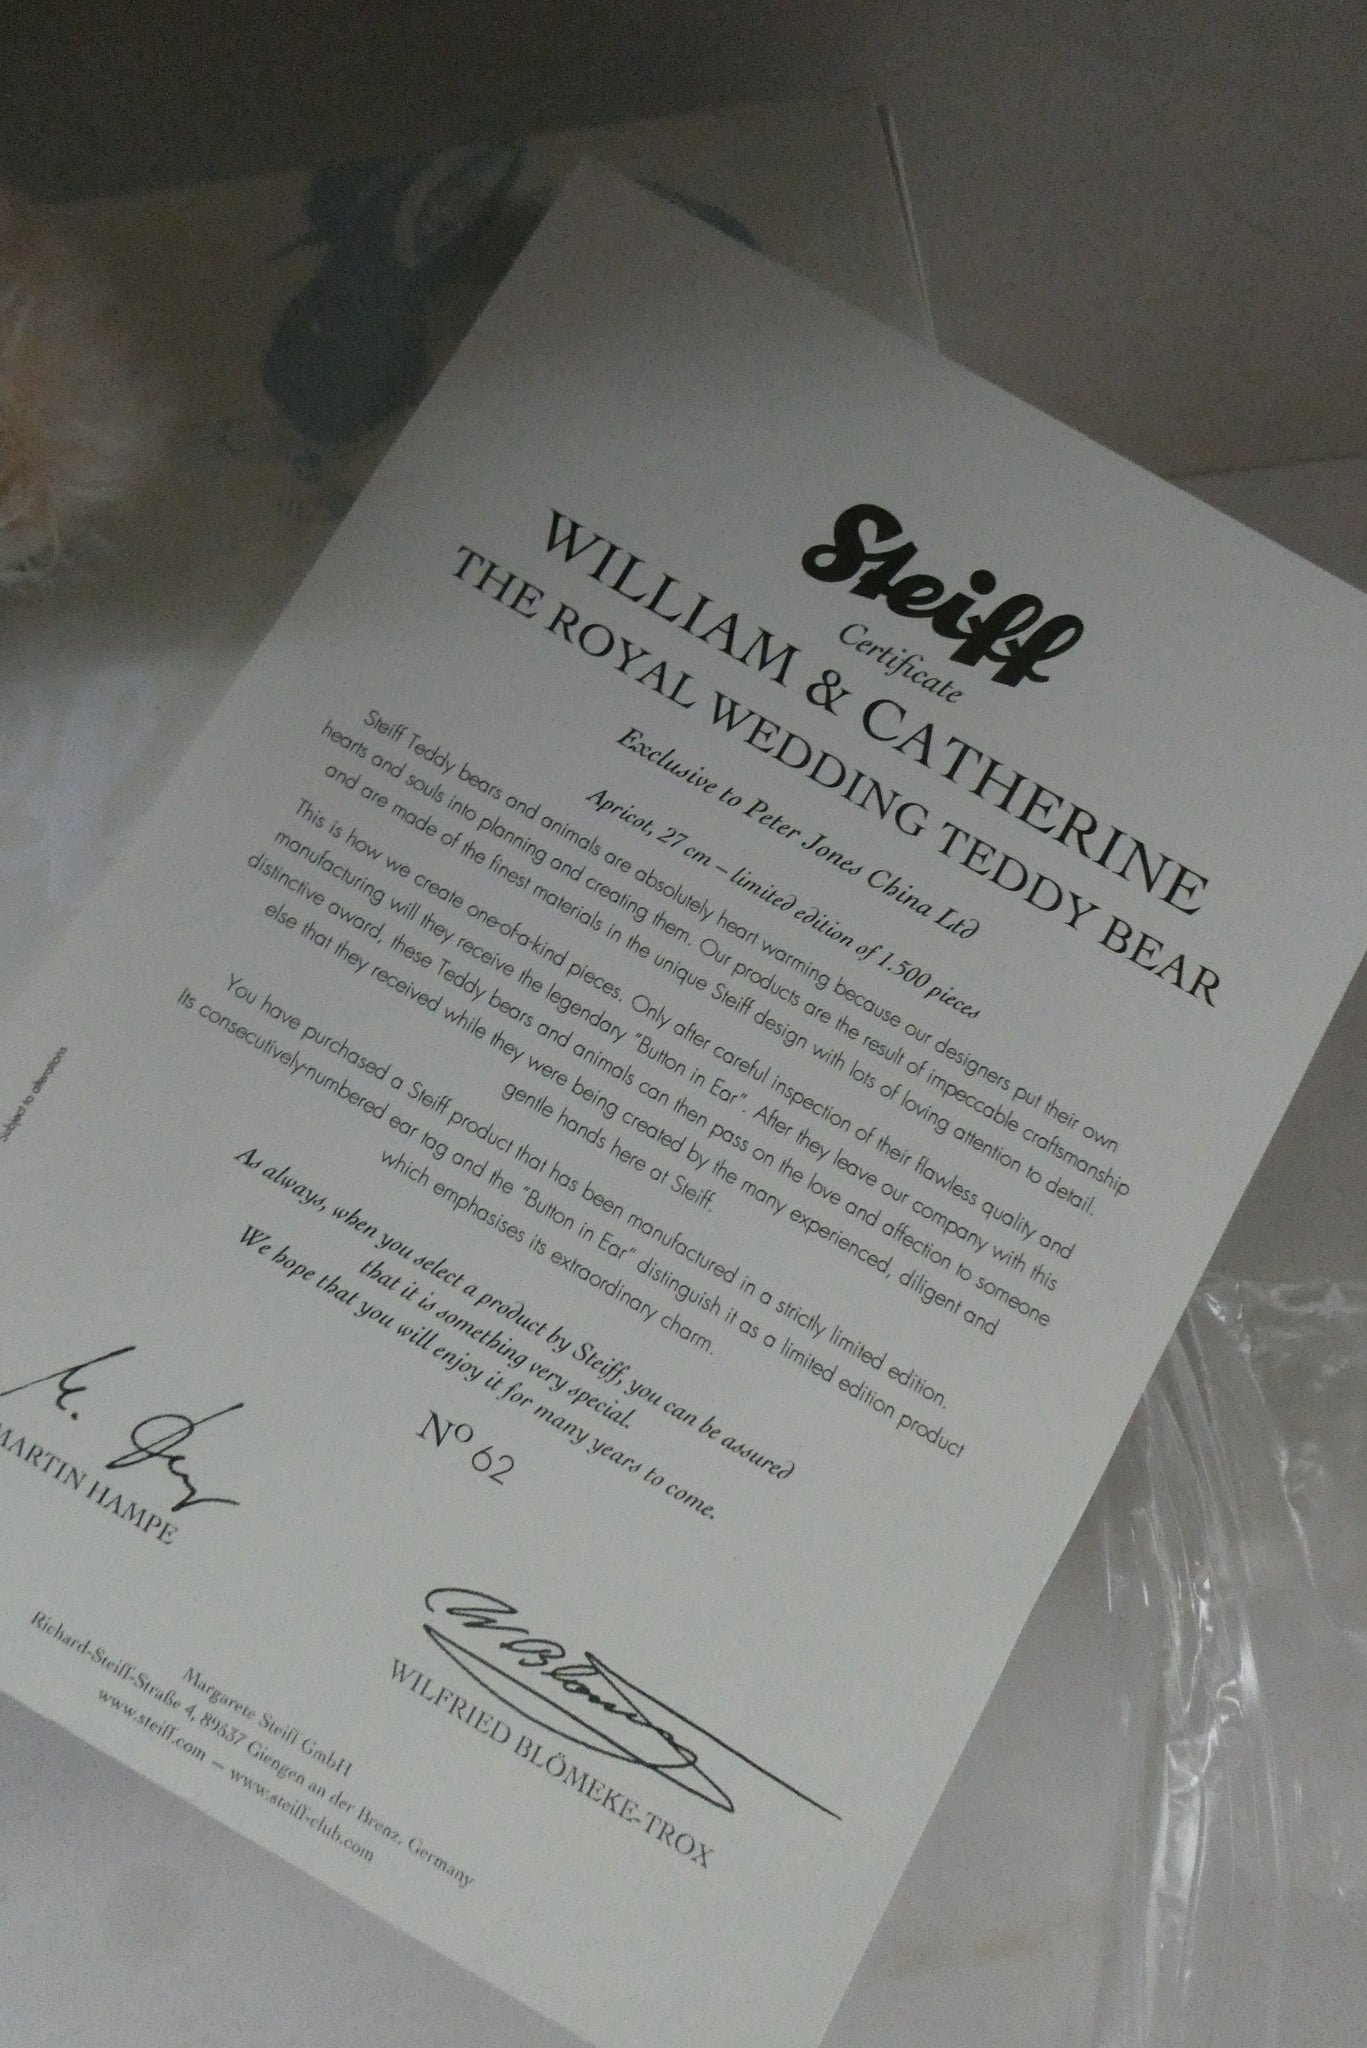 Steiff
Certificate
WILLIAM & CATHERINE
THE ROYAL WEDDING TEDDY BEAR
Exclusive to Peter Jones China Ltd
Apricot, 27 cm – limited edition of 1.500 pieces
Steiff Teddy bears and animals are absolutely heart warming because our designers put their own
hearts and souls into planning and creating them. Our products are the result of impeccable craftsmanship
and are made of the finest materials in the unique Steiff design with lots of loving attention to detail.
This is how we create one-of-a-kind pieces. Only after careful inspection of their flawless quality and
manufacturing will they receive the legendary "Button in Ear". After they leave our company with this
distinctive award, these Teddy bears and animals can then pass on the love and affection to someone
else that they received while they were being created by the many experienced, diligent and
gentle hands here at Steiff.
You have purchased a Steiff product that has been manufactured in a strictly limited edition.
Its consecutively-numbered ear tag and the "Button in Ear" distinguish it as a limited edition product
which emphasises its extraordinary charm.
As always, when you select a product by Steiff, you can be assured
that it is something very special.
We hope that you will enjoy it for many years to come.
Nº 62
MARTIN HAMPE
WILFRIED BLÖMEKE-TROX
Margarete Steiff GmbH
Richard-Steiff-Straße 4, 89537 Giengen an der Brenz, Germany
www.steiff.com – www.steiff-club.com
Subject to alterations